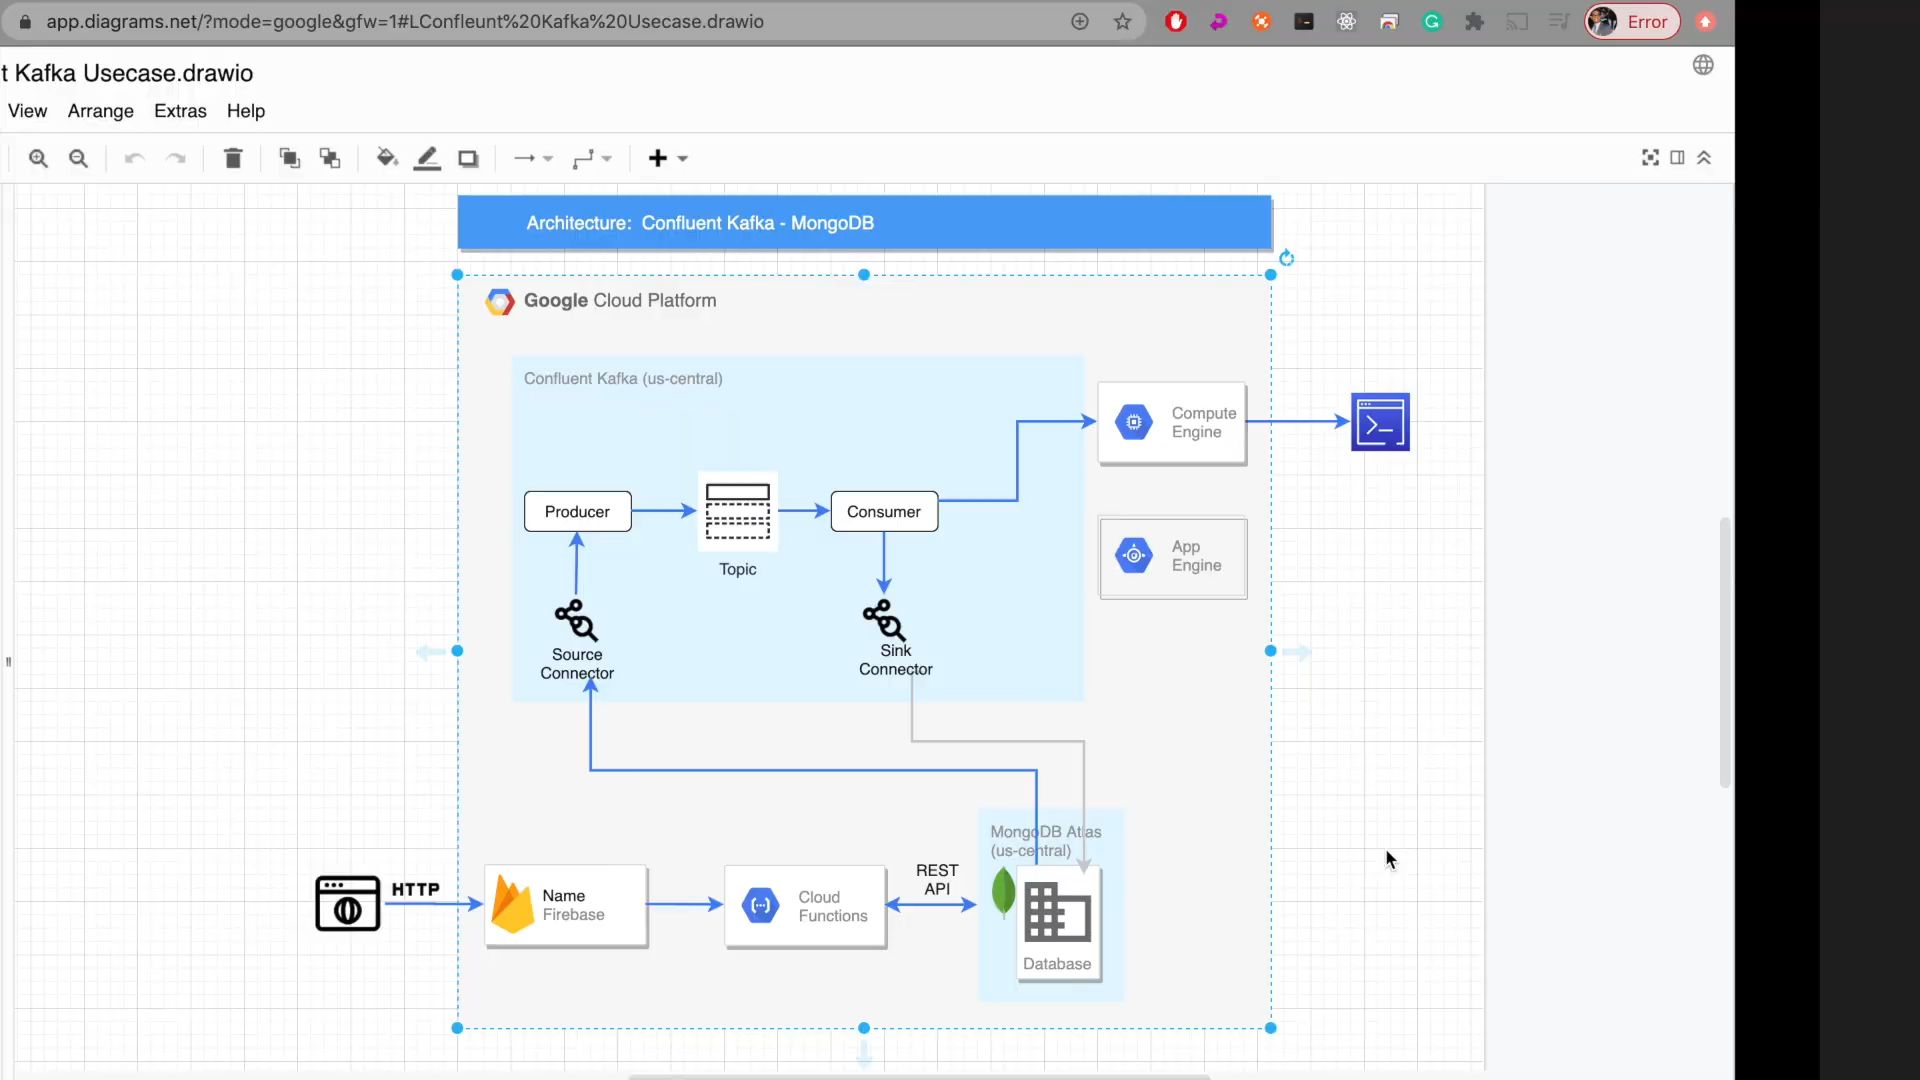 app.diagrams.net/?mode=google&gfw=1#LConfleunt%20Kafka%20Usecase.drawio
Error
t Kafka Usecase.drawio
View Arrange Extras Help
Architecture: Confluent Kafka - MongoDB
Google Cloud Platform
Confluent Kafka (us-central)
Compute
Engine
Producer
Consumer
Topic
App
Engine
Source
Connector
Sink
Connector
MongoDB Atlas
(us-central)
HTTP
Name
Firebase
Cloud
Functions
REST
API
Database